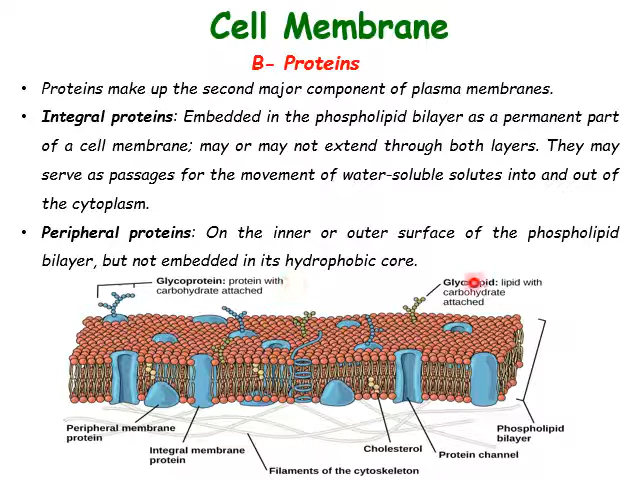 Cell Membrane
B- Proteins
• Proteins make up the second major component of plasma membranes.
• Integral proteins: Embedded in the phospholipid bilayer as a permanent part
of a cell membrane; may or may not extend through both layers. They may
serve as passages for the movement of water-soluble solutes into and out of
the cytoplasm.
• Peripheral proteins: On the inner or outer surface of the phospholipid
bilayer, but not embedded in its hydrophobic core.
Glycoprotein: protein with
carbohydrate attached
lipid with
carbohydrate
attached
Peripheral membrane
protein
Integral membrane
protein
Filaments of the cytoskeleton
Cholesterol
Protein channel
Phospholipid
bilayer